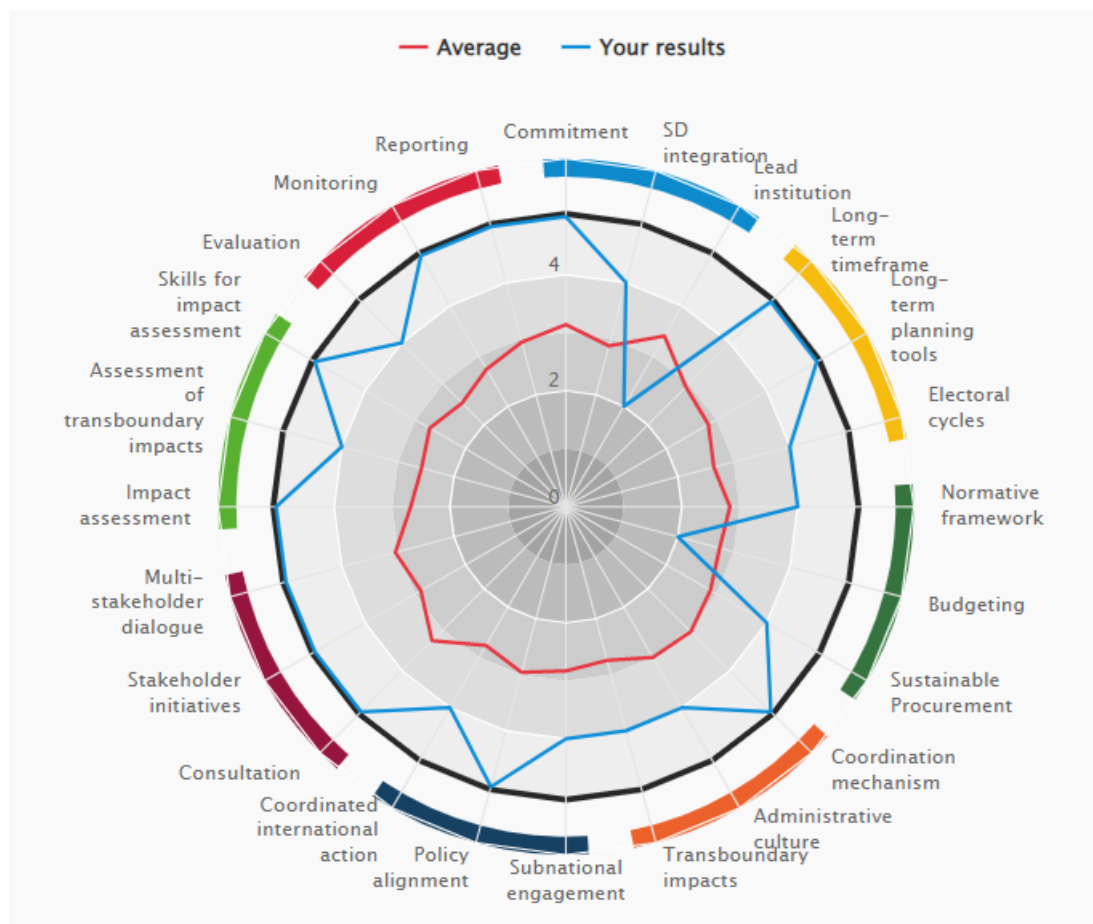 Average
Your results
Commitment
SD
integration
Lead
institution
Long-
term
timeframe
Long-
term
planning
tools
Electoral
cycles
Normative
framework
Budgeting
Sustainable
Procurement
Coordination
mechanism
Administrative
culture
Transboundary
impacts
Subnational
engagement
Policy
alignment
Coordinated
international
action
Consultation
Stakeholder
initiatives
Multi-
stakeholder
dialogue
Impact
assessment
Assessment
of
transboundary
impacts
Skills for
impact
assessment
Evaluation
Monitoring
Reporting
4
2
0